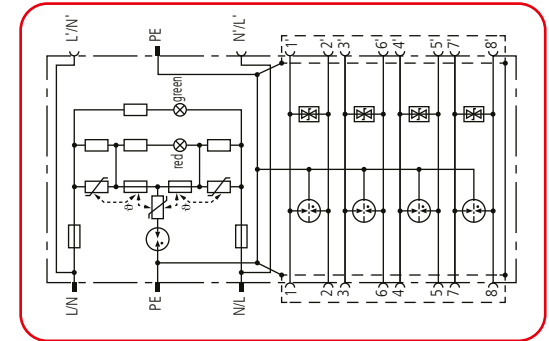 L'/N'
PE
N'/L'
1' 2' 3' 6' 4' 5' 7' 8'
green
red
ϑ ϑ
L/N
PE
N/L
1 2 3 6 4 5 7 8